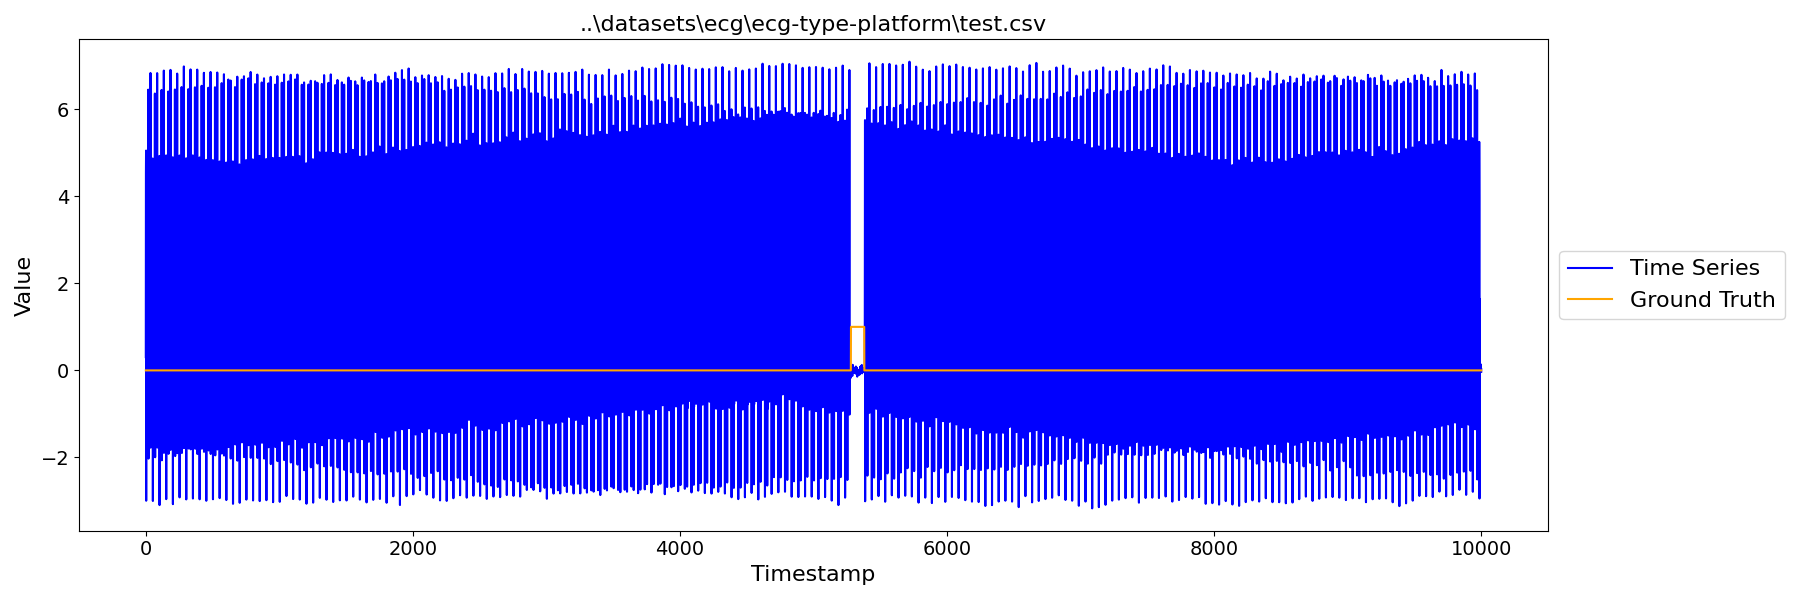 ..\datasets\ecg\ecg-type-platform\test.csv
Value
6
4
2
0
−2
0
2000
4000
6000
8000
10000
Timestamp
Time Series
Ground Truth